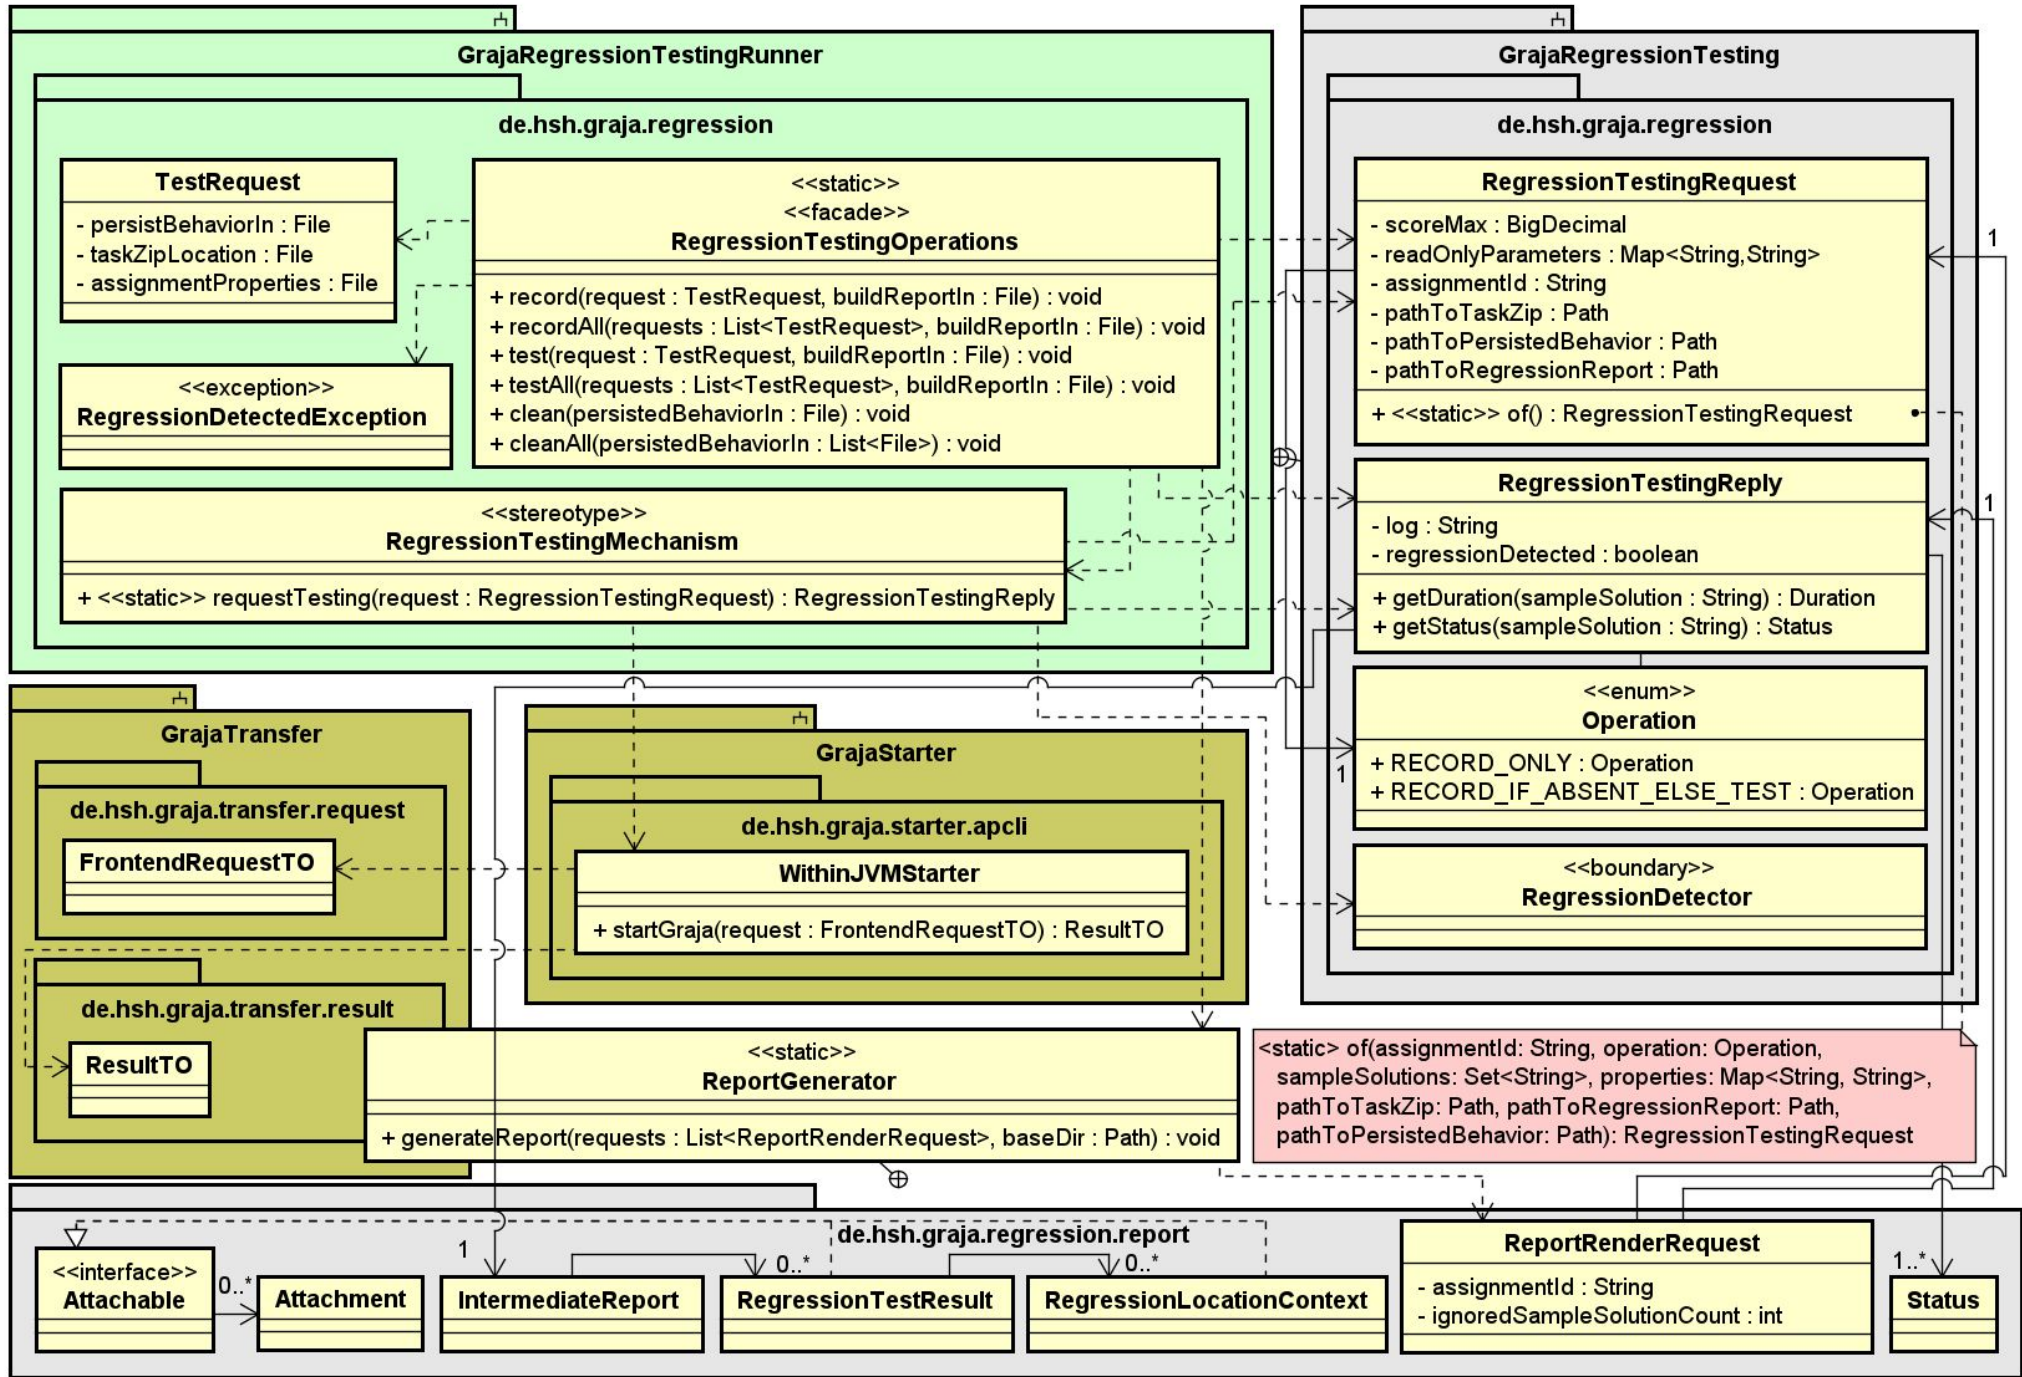 GrajaRegressionTestingRunner
de.hsh.graja.regression
TestRequest
- persistBehaviorIn : File
- taskZipLocation : File
- assignmentProperties : File
<<static>>
<<facade>>
RegressionTestingOperations
+ record(request : TestRequest, buildReportIn : File) : void
+ recordAll(requests : List<TestRequest>, buildReportIn : File) : void
+ test(request : TestRequest, buildReportIn : File) : void
+ testAll(requests : List<TestRequest>, buildReportIn : File) : void
+ clean(persistedBehaviorIn : File) : void
+ cleanAll(persistedBehaviorIn : List<File>) : void
<<exception>>
RegressionDetectedException
<<stereotype>>
RegressionTestingMechanism
+ <<static>> requestTesting(request : RegressionTestingRequest) : RegressionTestingReply
GrajaRegressionTesting
de.hsh.graja.regression
RegressionTestingRequest
- scoreMax : BigDecimal
- readOnlyParameters : Map<String,String>
- assignmentId : String
- pathToTaskZip : Path
- pathToPersistedBehavior : Path
- pathToRegressionReport : Path
+ <<static>> of() : RegressionTestingRequest
1
RegressionTestingReply
- log : String
- regressionDetected : boolean
+ getDuration(sampleSolution : String) : Duration
+ getStatus(sampleSolution : String) : Status
1
<<enum>>
Operation
+ RECORD_ONLY : Operation
+ RECORD_IF_ABSENT_ELSE_TEST : Operation
1
<<boundary>>
RegressionDetector
GrajaTransfer
de.hsh.graja.transfer.request
FrontendRequestTO
de.hsh.graja.transfer.result
ResultTO
GrajaStarter
de.hsh.graja.starter.apcli
WithinJVMStarter
+ startGraja(request : FrontendRequestTO) : ResultTO
<<static>>
ReportGenerator
+ generateReport(requests : List<ReportRenderRequest>, baseDir : Path) : void
<static> of(assignmentId: String, operation: Operation,
sampleSolutions: Set<String>, properties: Map<String, String>,
pathToTaskZip: Path, pathToRegressionReport: Path,
pathToPersistedBehavior: Path): RegressionTestingRequest
de.hsh.graja.regression.report
<<interface>>
Attachable
0..*
Attachment
1
IntermediateReport
0..*
RegressionTestResult
0..*
RegressionLocationContext
ReportRenderRequest
- assignmentId : String
- ignoredSampleSolutionCount : int
1..*
Status